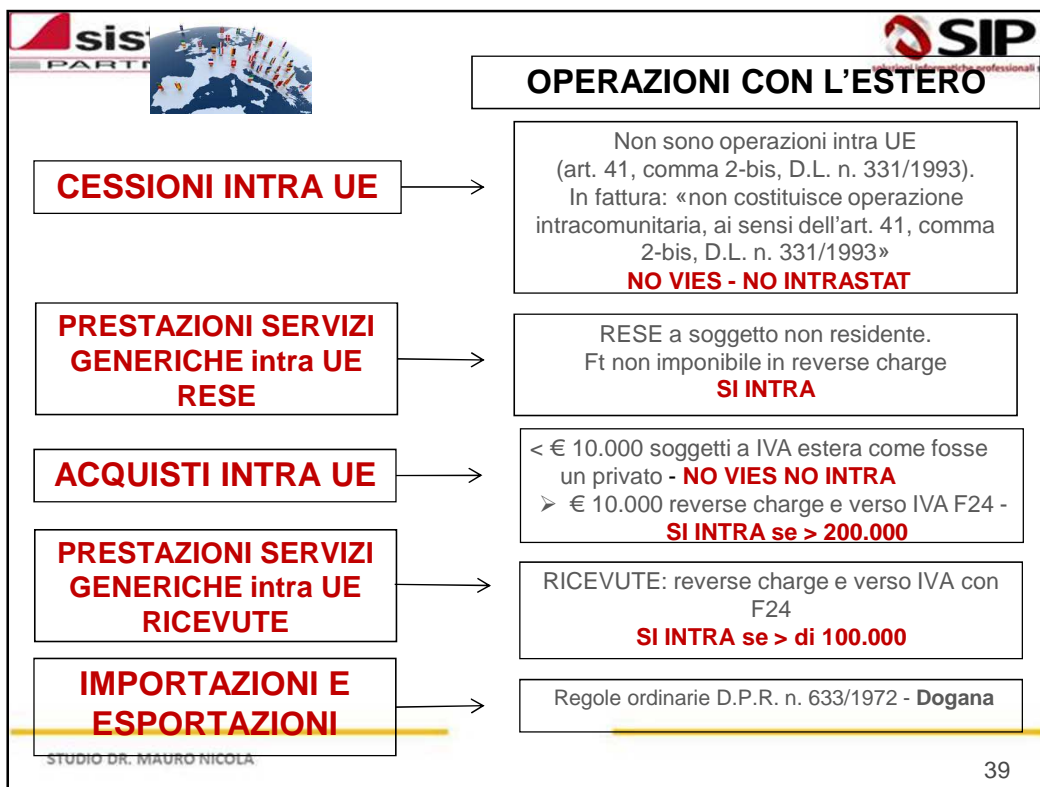 sis
PARTN
SIP
soluzioni informatiche professionali
OPERAZIONI CON L'ESTERO
CESSIONI INTRA UE
Non sono operazioni intra UE
(art. 41, comma 2-bis, D.L. n. 331/1993).
In fattura: «non costituisce operazione
intracomunitaria, ai sensi dell'art. 41, comma
2-bis, D.L. n. 331/1993»
NO VIES - NO INTRASTAT
PRESTAZIONI SERVIZI
GENERICHE intra UE
RESE
RESE a soggetto non residente.
Ft non imponibile in reverse charge
SI INTRA
ACQUISTI INTRA UE
< € 10.000 soggetti a IVA estera come fosse
un privato - NO VIES NO INTRA
➢ € 10.000 reverse charge e verso IVA F24 -
SI INTRA se > 200.000
PRESTAZIONI SERVIZI
GENERICHE intra UE
RICEVUTE
RICEVUTE: reverse charge e verso IVA con
F24
SI INTRA se > di 100.000
IMPORTAZIONI E
ESPORTAZIONI
Regole ordinarie D.P.R. n. 633/1972 - Dogana
STUDIO DR. MAURO NICOLA
39